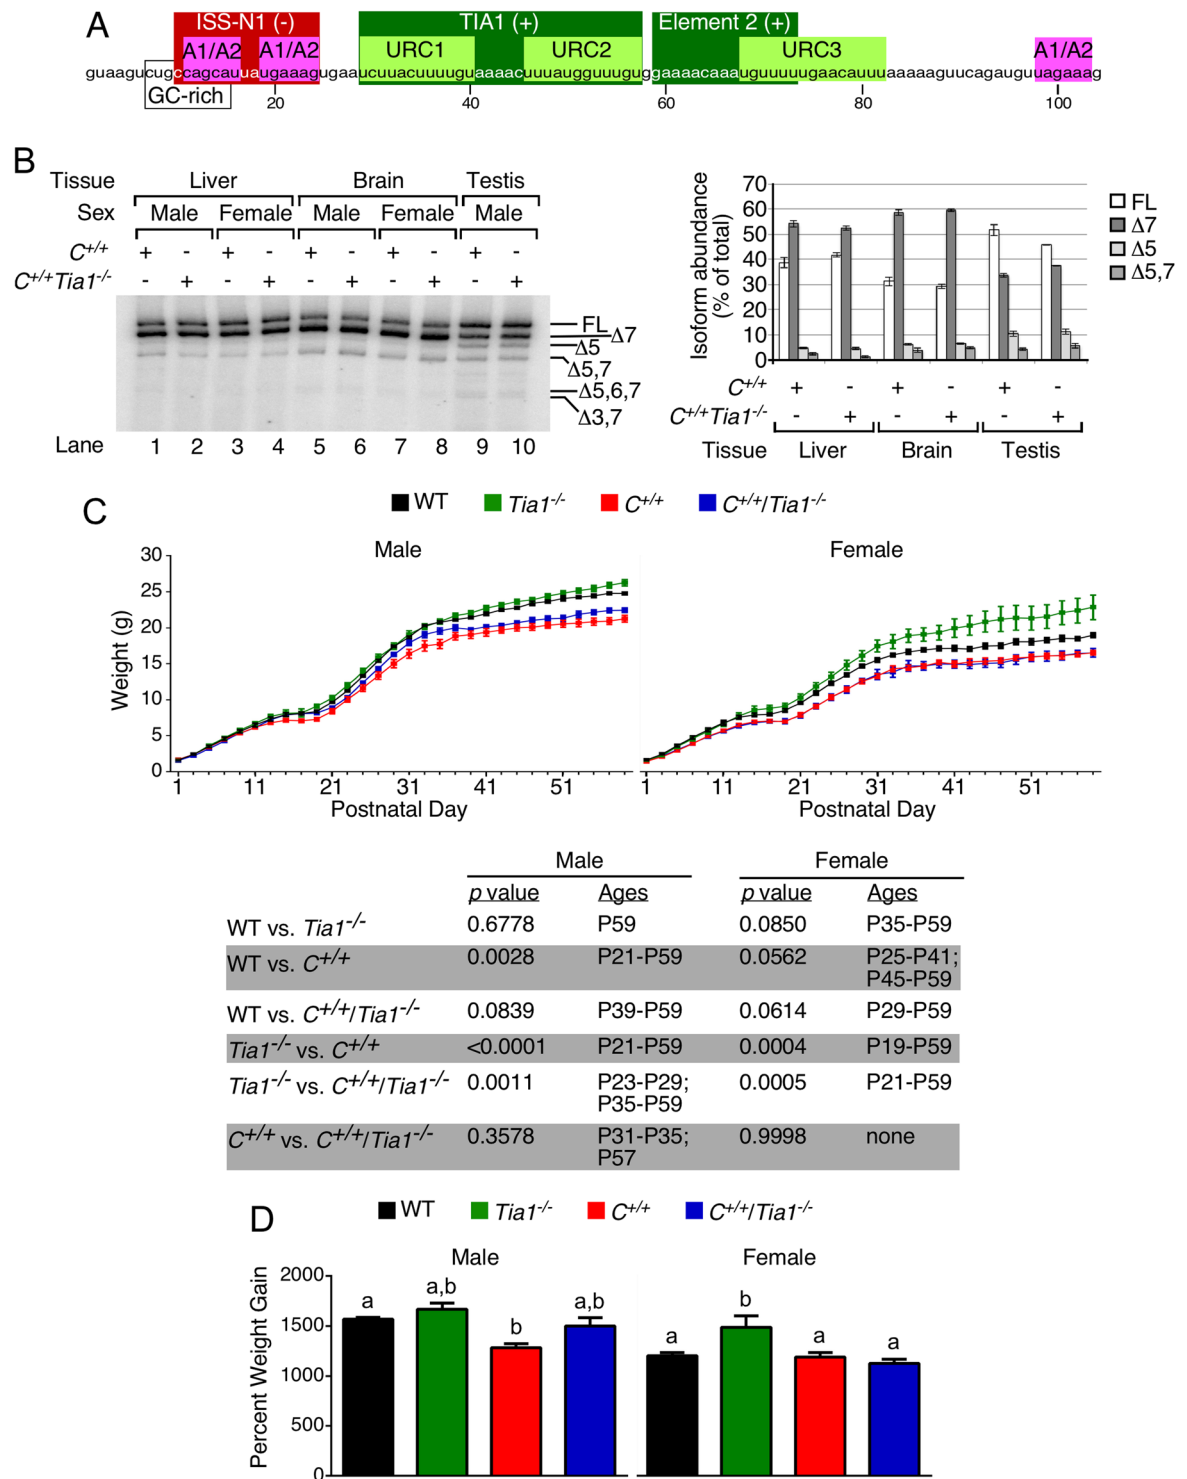 A
ISS-N1 (-) TIA1 (+) Element 2 (+)
A1/A2 A1/A2 URC1 URC2 URC3 A1/A2
guaagucugccagcauuaugaaagugaaucuuacuuuuguaaaacuuuaugguuuguggaaaacaaauguuuuugaacauuuaaaaaguucagauguuagaaag
GC-rich 20 40 60 80 100
B
Tissue Liver Brain Testis
Sex Male Female Male Female Male
C+/+ + - + - + - + - + -
C+/+Tia1-/- - + - + - + - + - +
FL
Δ7
Δ5
Δ5,7
Δ5,6,7
Δ3,7
Lane 1 2 3 4 5 6 7 8 9 10
Isoform abundance
(% of total)
70
60
50
40
30
20
10
0
FL
Δ7
Δ5
Δ5,7
C+/+ + - + - + -
C+/+Tia1-/- - + - + - +
Tissue Liver Brain Testis
C
WT Tia1-/- C+/+ C+/+/Tia1-/-
Male Female
Weight (g)
30
25
20
15
10
5
0
1 11 21 31 41 51 1 11 21 31 41 51
Postnatal Day Postnatal Day
Male Female
p value Ages p value Ages
WT vs. Tia1-/- 0.6778 P59 0.0850 P35-P59
WT vs. C+/+ 0.0028 P21-P59 0.0562 P25-P41;
P45-P59
WT vs. C+/+/Tia1-/- 0.0839 P39-P59 0.0614 P29-P59
Tia1-/- vs. C+/+ <0.0001 P21-P59 0.0004 P19-P59
Tia1-/- vs. C+/+/Tia1-/- 0.0011 P23-P29; 0.0005 P21-P59
P35-P59
C+/+ vs. C+/+/Tia1-/- 0.3578 P31-P35; 0.9998 none
P57
D
WT Tia1-/- C+/+ C+/+/Tia1-/-
Male Female
Percent Weight Gain
2000
1500
1000
500
0
a a,b b a,b a b a a